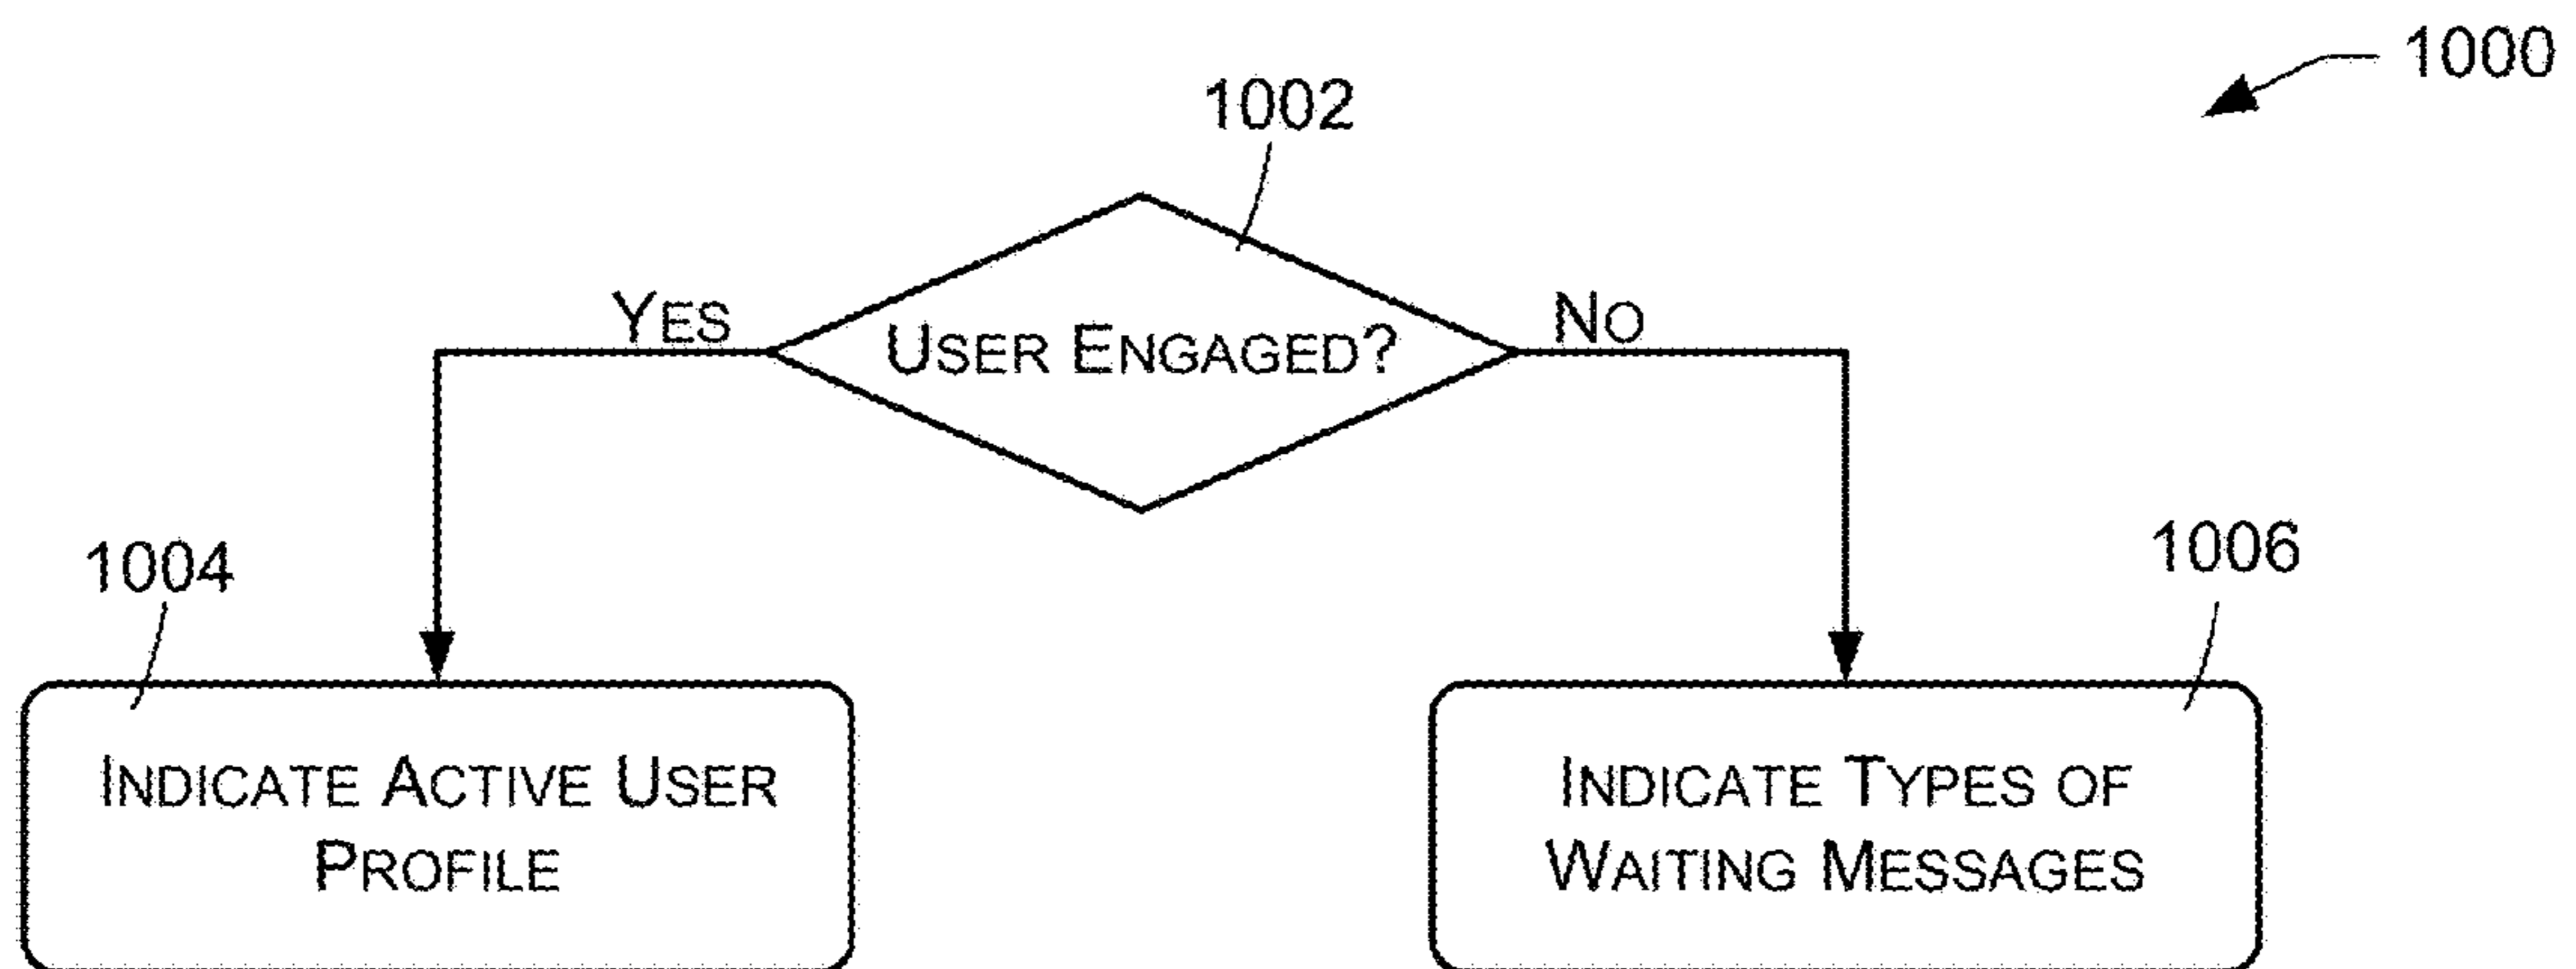 1000
1002
YES
USER ENGAGED?
NO
1004
1006
INDICATE ACTIVE USER
PROFILE
INDICATE TYPES OF
WAITING MESSAGES